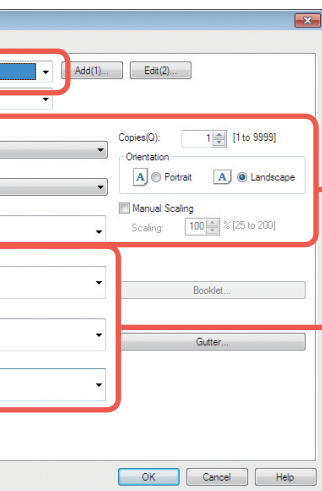 Add(1)... Edit(2)...
Copies(Q): 1 [1 to 9999]
Orientation
A Portrait A Landscape
Manual Scaling
Scaling: 100 % [25 to 200]
Booklet...
Gutter...
OK Cancel Help